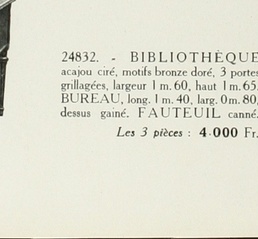 24832. - BIBLIOTHÈQUE
acajou ciré, motifs bronze doré, 3 portes
grillagées, largeur 1 m. 60, haut 1 m. 65.
BUREAU, long. 1 m. 40, larg. 0m. 80,
dessus gainé. FAUTEUIL canné.
Les 3 pièces : 4.000 Fr.